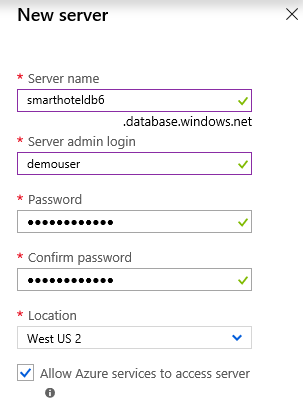 New server
* Server name
smarthoteldb6
.database.windows.net
* Server admin login
demouser
* Password
●●●●●●●●●●●●
* Confirm password
●●●●●●●●●●●●
* Location
West US 2
Allow Azure services to access server